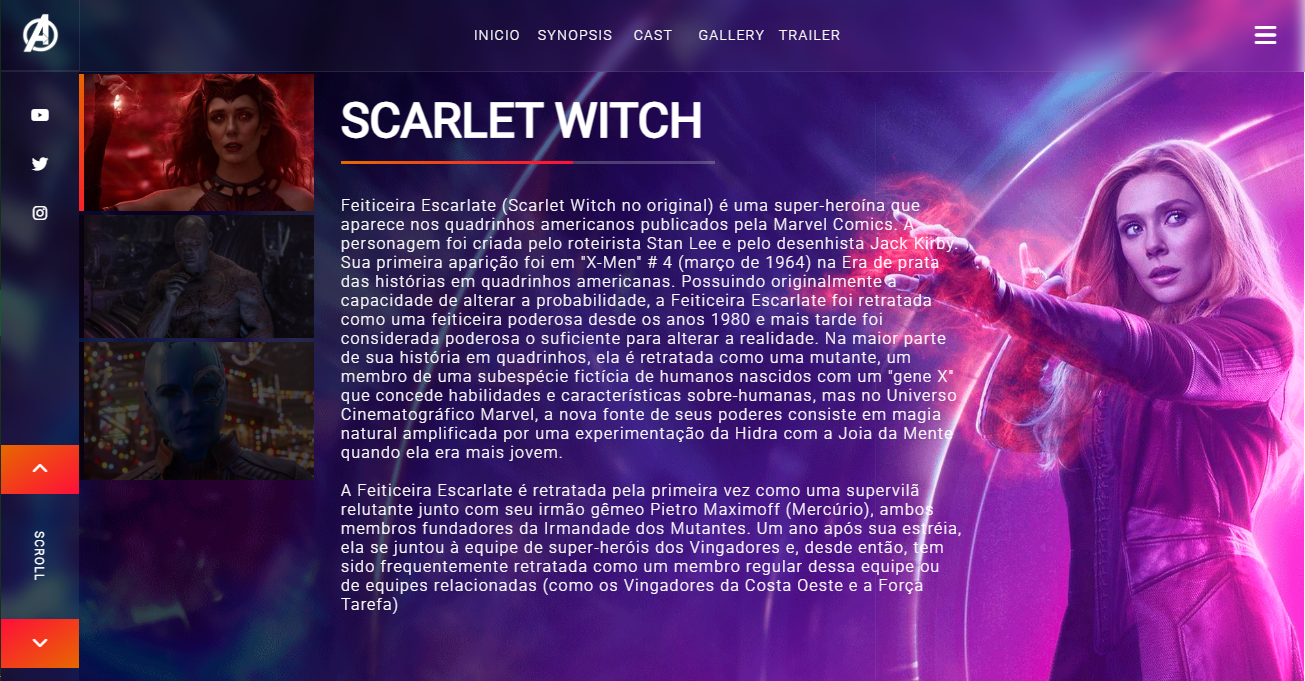 INICIO SYNOPSIS CAST GALLERY TRAILER
SCARLET WITCH
Feiticeira Escarlate (Scarlet Witch no original) é uma super-heroína que
aparece nos quadrinhos americanos publicados pela Marvel Comics. A
personagem foi criada pelo roteirista Stan Lee e pelo desenhista Jack Kirby.
Sua primeira aparição foi em "X-Men" # 4 (março de 1964) na Era de prata
das histórias em quadrinhos americanas. Possuindo originalmente a
capacidade de alterar a probabilidade, a Feiticeira Escarlate foi retratada
como uma feiticeira poderosa desde os anos 1980 e mais tarde foi
considerada poderosa o suficiente para alterar a realidade. Na maior parte
de sua história em quadrinhos, ela é retratada como uma mutante, um
membro de uma subespécie fictícia de humanos nascidos com um "gene X"
que concede habilidades e características sobre-humanas, mas no Universo
Cinematográfico Marvel, a nova fonte de seus poderes consiste em magia
natural amplificada por uma experimentação da Hidra com a Joia da Mente
quando ela era mais jovem.
A Feiticeira Escarlate é retratada pela primeira vez como uma supervilã
relutante junto com seu irmão gêmeo Pietro Maximoff (Mercúrio), ambos
membros fundadores da Irmandade dos Mutantes. Um ano após sua estréia,
ela se juntou à equipe de super-heróis dos Vingadores e, desde então, tem
sido frequentemente retratada como um membro regular dessa equipe ou
de equipes relacionadas (como os Vingadores da Costa Oeste e a Força
Tarefa)
SCROLL